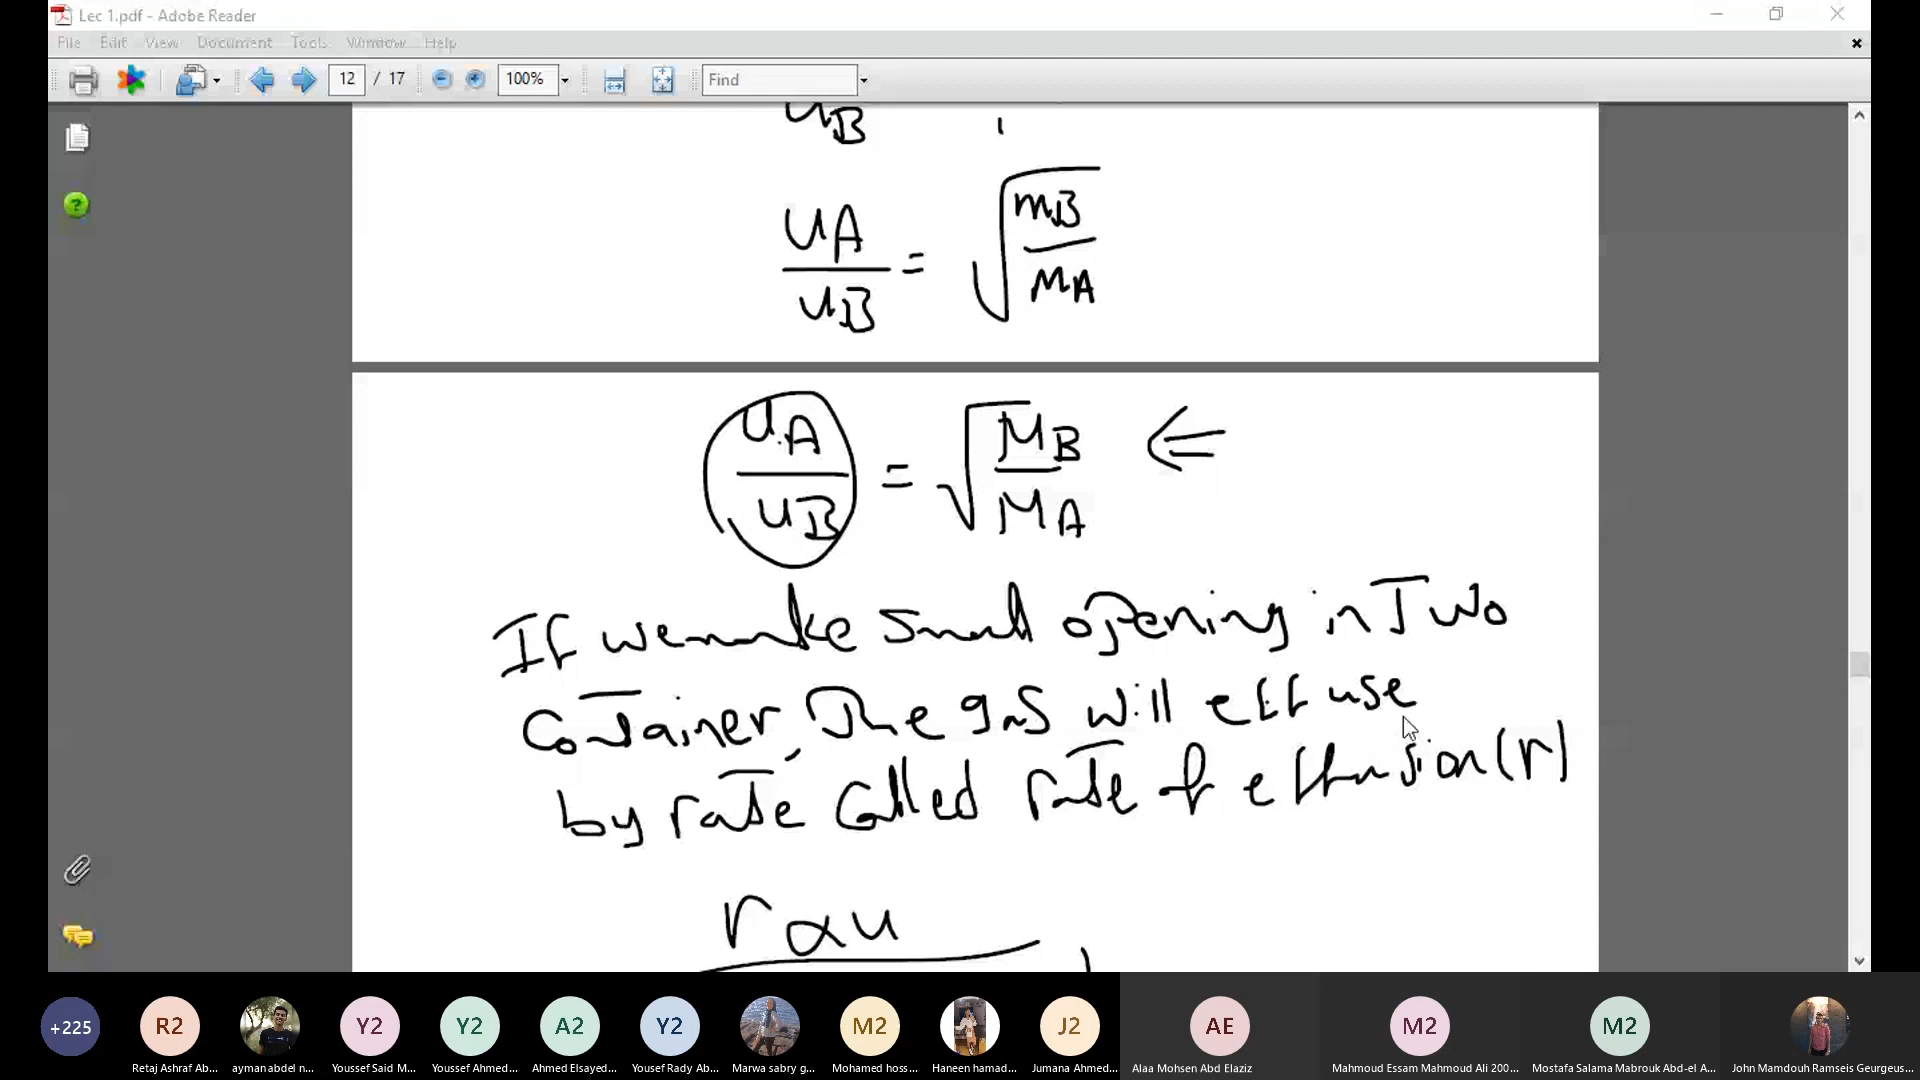 Lec 1.pdf - Adobe Reader
File Edit View Document Tools Window Help
12 / 17 100% Find
uB
uA / uB = √(mB / MA)
uA / uB = √(MB / MA) ⇐
If we make small opening in Two
Container, The gas will effuse
by rate called rate of effusion (r)
r α u
+225 R2 Y2 Y2 A2 Y2 M2 J2 AE M2 M2
Retaj Ashraf Ab... ayman abdel n... Youssef Said M... Youssef Ahmed... Ahmed Elsayed... Yousef Rady Ab... Marwa sabry g... Mohamed hoss... Haneen hamad... Jumana Ahmed... Alaa Mohsen Abd Elaziz Mahmoud Essam Mahmoud Ali 200... Mostafa Salama Mabrouk Abd-el A... John Mamdouh Ramseis Georgeus...